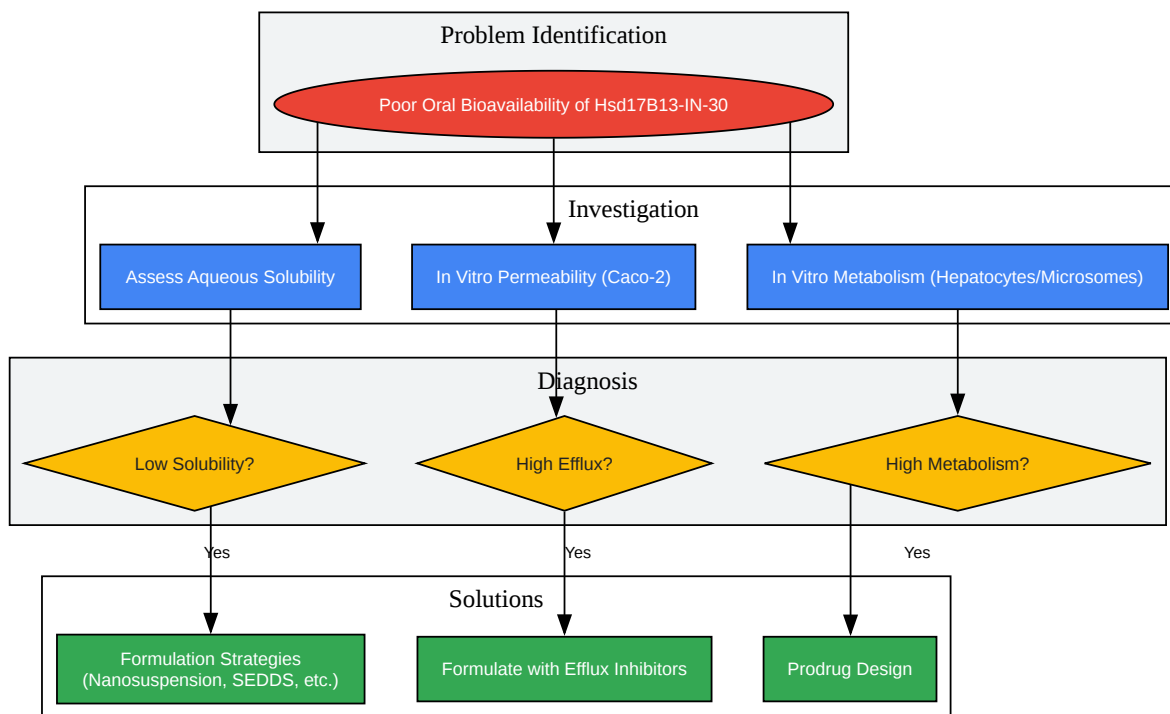 Problem Identification
Poor Oral Bioavailability of Hsd17B13-IN-30
Investigation
Assess Aqueous Solubility
In Vitro Permeability (Caco-2)
In Vitro Metabolism (Hepatocytes/Microsomes)
Diagnosis
Low Solubility?
High Efflux?
High Metabolism?
Yes
Yes
Yes
Solutions
Formulation Strategies
(Nanosuspension, SEDDS, etc.)
Formulate with Efflux Inhibitors
Prodrug Design